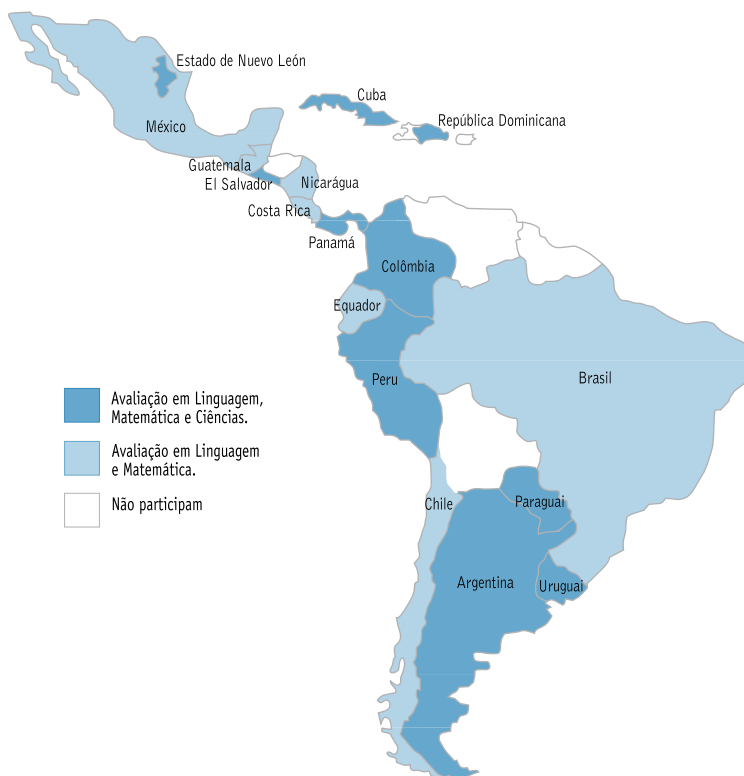 Estado de Nuevo León
Cuba
República Dominicana
México
Guatemala
El Salvador
Nicarágua
Costa Rica
Panamá
Colômbia
Equador
Peru
Brasil
Avaliação em Linguagem,
Matemática e Ciências.
Avaliação em Linguagem
e Matemática.
Não participam
Chile
Paraguai
Argentina
Uruguai